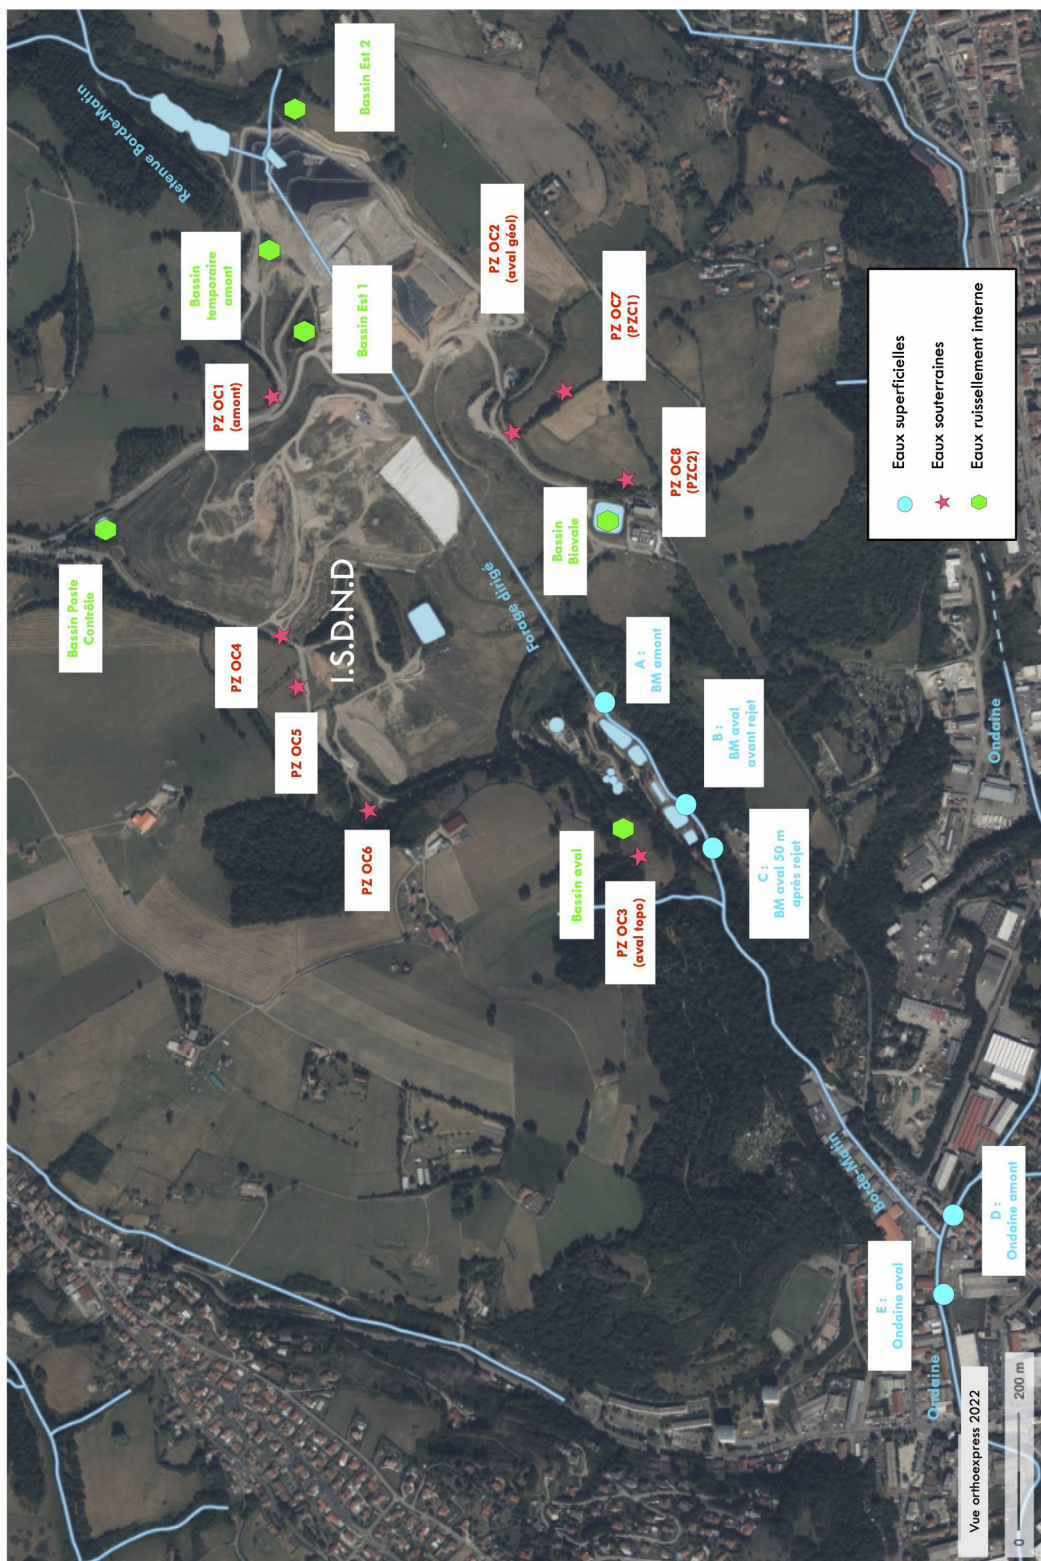 Bassin Poste
Contrôle
Retenue Borde-Matin
Bassin
temporaire
amont
PZ OC4
PZ OC1
(amont)
PZ OC5
I.S.D.N.D
PZ OC6
Bassin Est 1
Bassin Est 2
PZ OC2
(aval géol)
Forage dirigé
Bassin
Biovale
Bassin aval
PZ OC3
(aval topo)
PZ OC7
(PZC1)
A :
BM amont
PZ OC8
(PZC2)
B :
BM aval
avant rejet
C :
BM aval 50 m
après rejet
Borde-Matin
E :
Ondaine aval
Ondaine
D :
Ondaine amont
Ondaine
Eaux superficielles
Eaux souterraines
Eaux ruissellement interne
Vue orthoexpress 2022
0 200 m